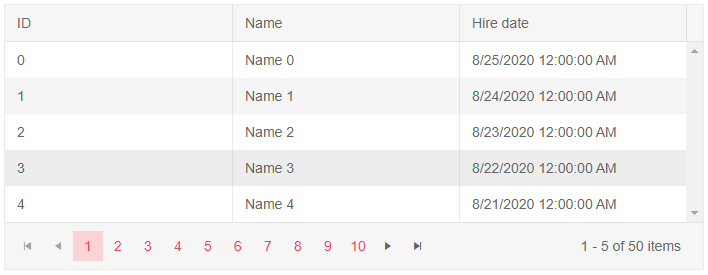 ID Name Hire date
0 Name 0 8/25/2020 12:00:00 AM
1 Name 1 8/24/2020 12:00:00 AM
2 Name 2 8/23/2020 12:00:00 AM
3 Name 3 8/22/2020 12:00:00 AM
4 Name 4 8/21/2020 12:00:00 AM
1 2 3 4 5 6 7 8 9 10 1 - 5 of 50 items